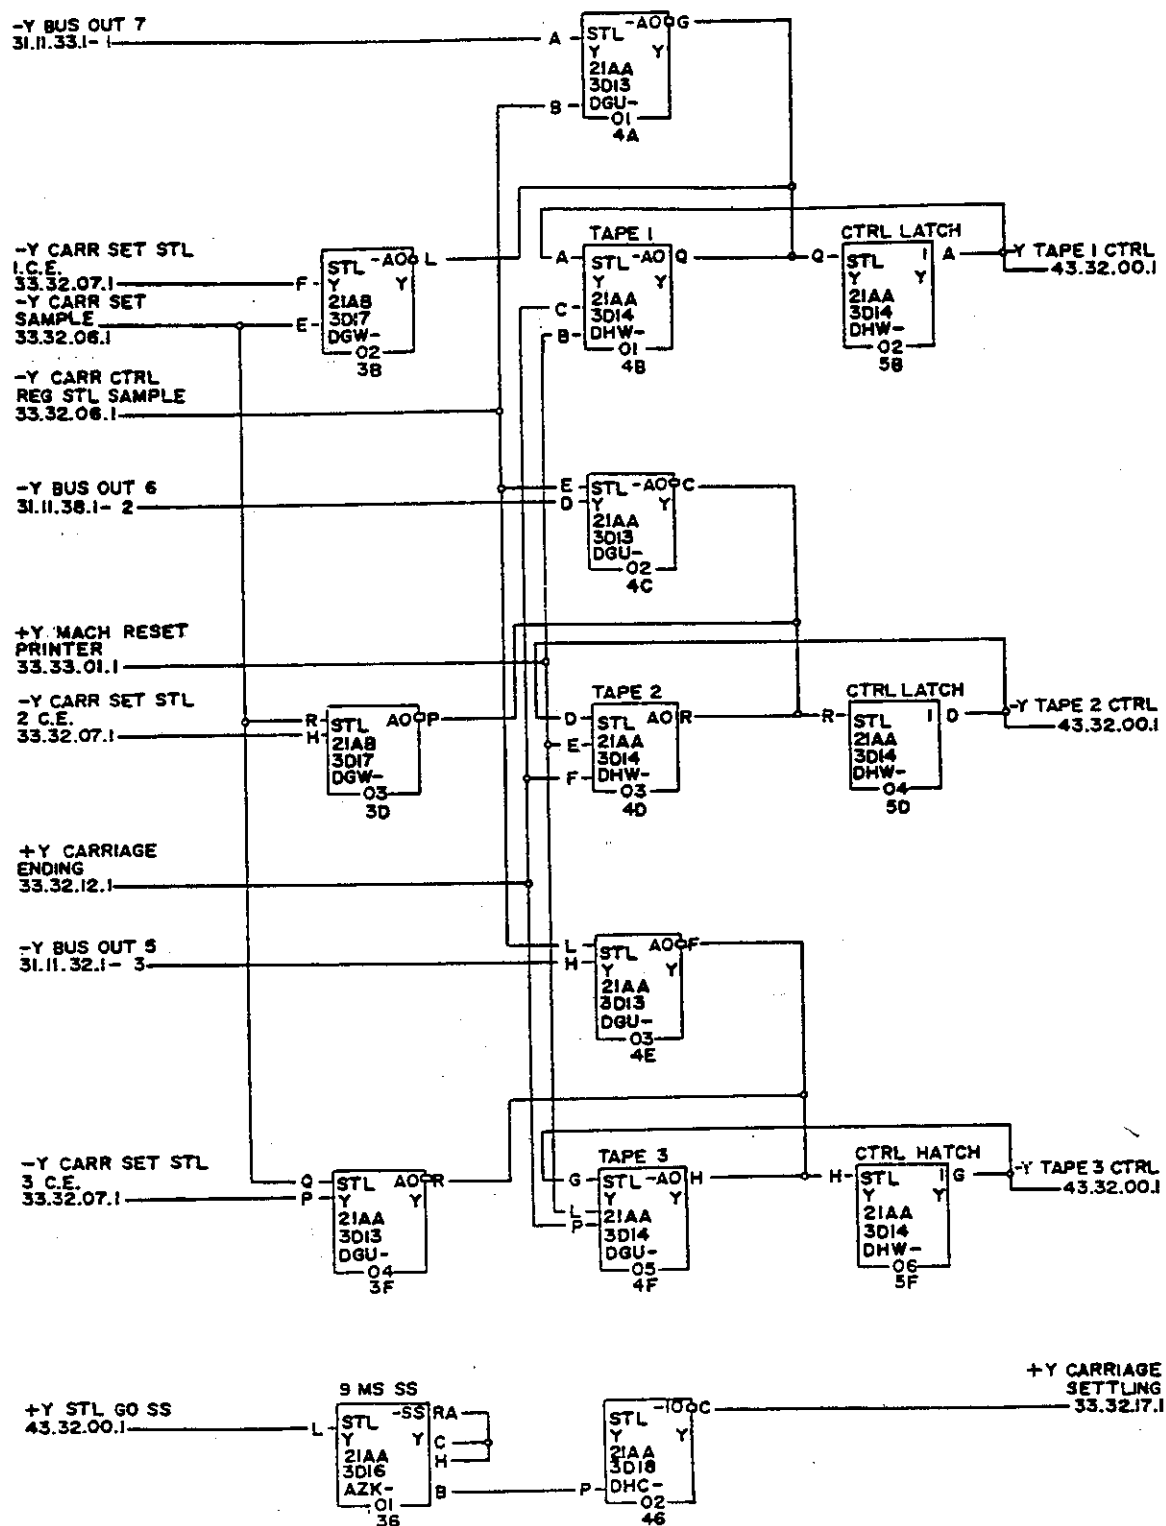 -Y BUS OUT 7
31.11.33.1- 1
A
B
STL -AO G
Y Y
21AA
3D13
DGU-
01
4A
-Y CARR SET STL
1.C.E.
33.32.07.1
-Y CARR SET
SAMPLE
33.32.06.1
F
E
STL -AO L
Y Y
21A8
3D17
DGW-
02
3B
TAPE 1
A
C
B
STL -AO Q
Y Y
21AA
3D14
DHW-
01
4B
CTRL LATCH
Q
STL 1 A
Y Y
21AA
3D14
DHW-
02
5B
-Y TAPE 1 CTRL
43.32.00.1
-Y CARR CTRL
REG STL SAMPLE
33.32.06.1
-Y BUS OUT 6
31.11.38.1- 2
E
D
STL -AO C
Y Y
21AA
3D13
DGU-
02
4C
+Y MACH RESET
PRINTER
33.33.01.1
-Y CARR SET STL
2 C.E.
33.32.07.1
R
H
STL AO P
Y Y
21A8
3D17
DGW-
03
3D
TAPE 2
D
E
F
STL AO R
Y Y
21AA
3D14
DHW-
03
4D
CTRL LATCH
R
STL 1 D
Y Y
21AA
3D14
DHW-
04
5D
-Y TAPE 2 CTRL
43.32.00.1
+Y CARRIAGE
ENDING
33.32.12.1
-Y BUS OUT 5
31.11.32.1- 3
L
H
STL AO F
Y Y
21AA
3D13
DGU-
03
4E
-Y CARR SET STL
3 C.E.
33.32.07.1
Q
P
STL AO R
Y Y
21AA
3D13
DGU-
04
3F
TAPE 3
G
L
P
STL -AO H
Y Y
21AA
3D14
DGU-
05
4F
CTRL HATCH
H
STL 1 G
Y Y
21AA
3D14
DHW-
06
5F
-Y TAPE 3 CTRL
43.32.00.1
+Y STL GO SS
43.32.00.1
L
9 MS SS
STL -SS RA
Y Y C
21AA H
3D16
AZK- B
01
36
P
STL -10 C
Y Y
21AA
3D18
DHC-
02
46
+Y CARRIAGE
SETTLING
33.32.17.1